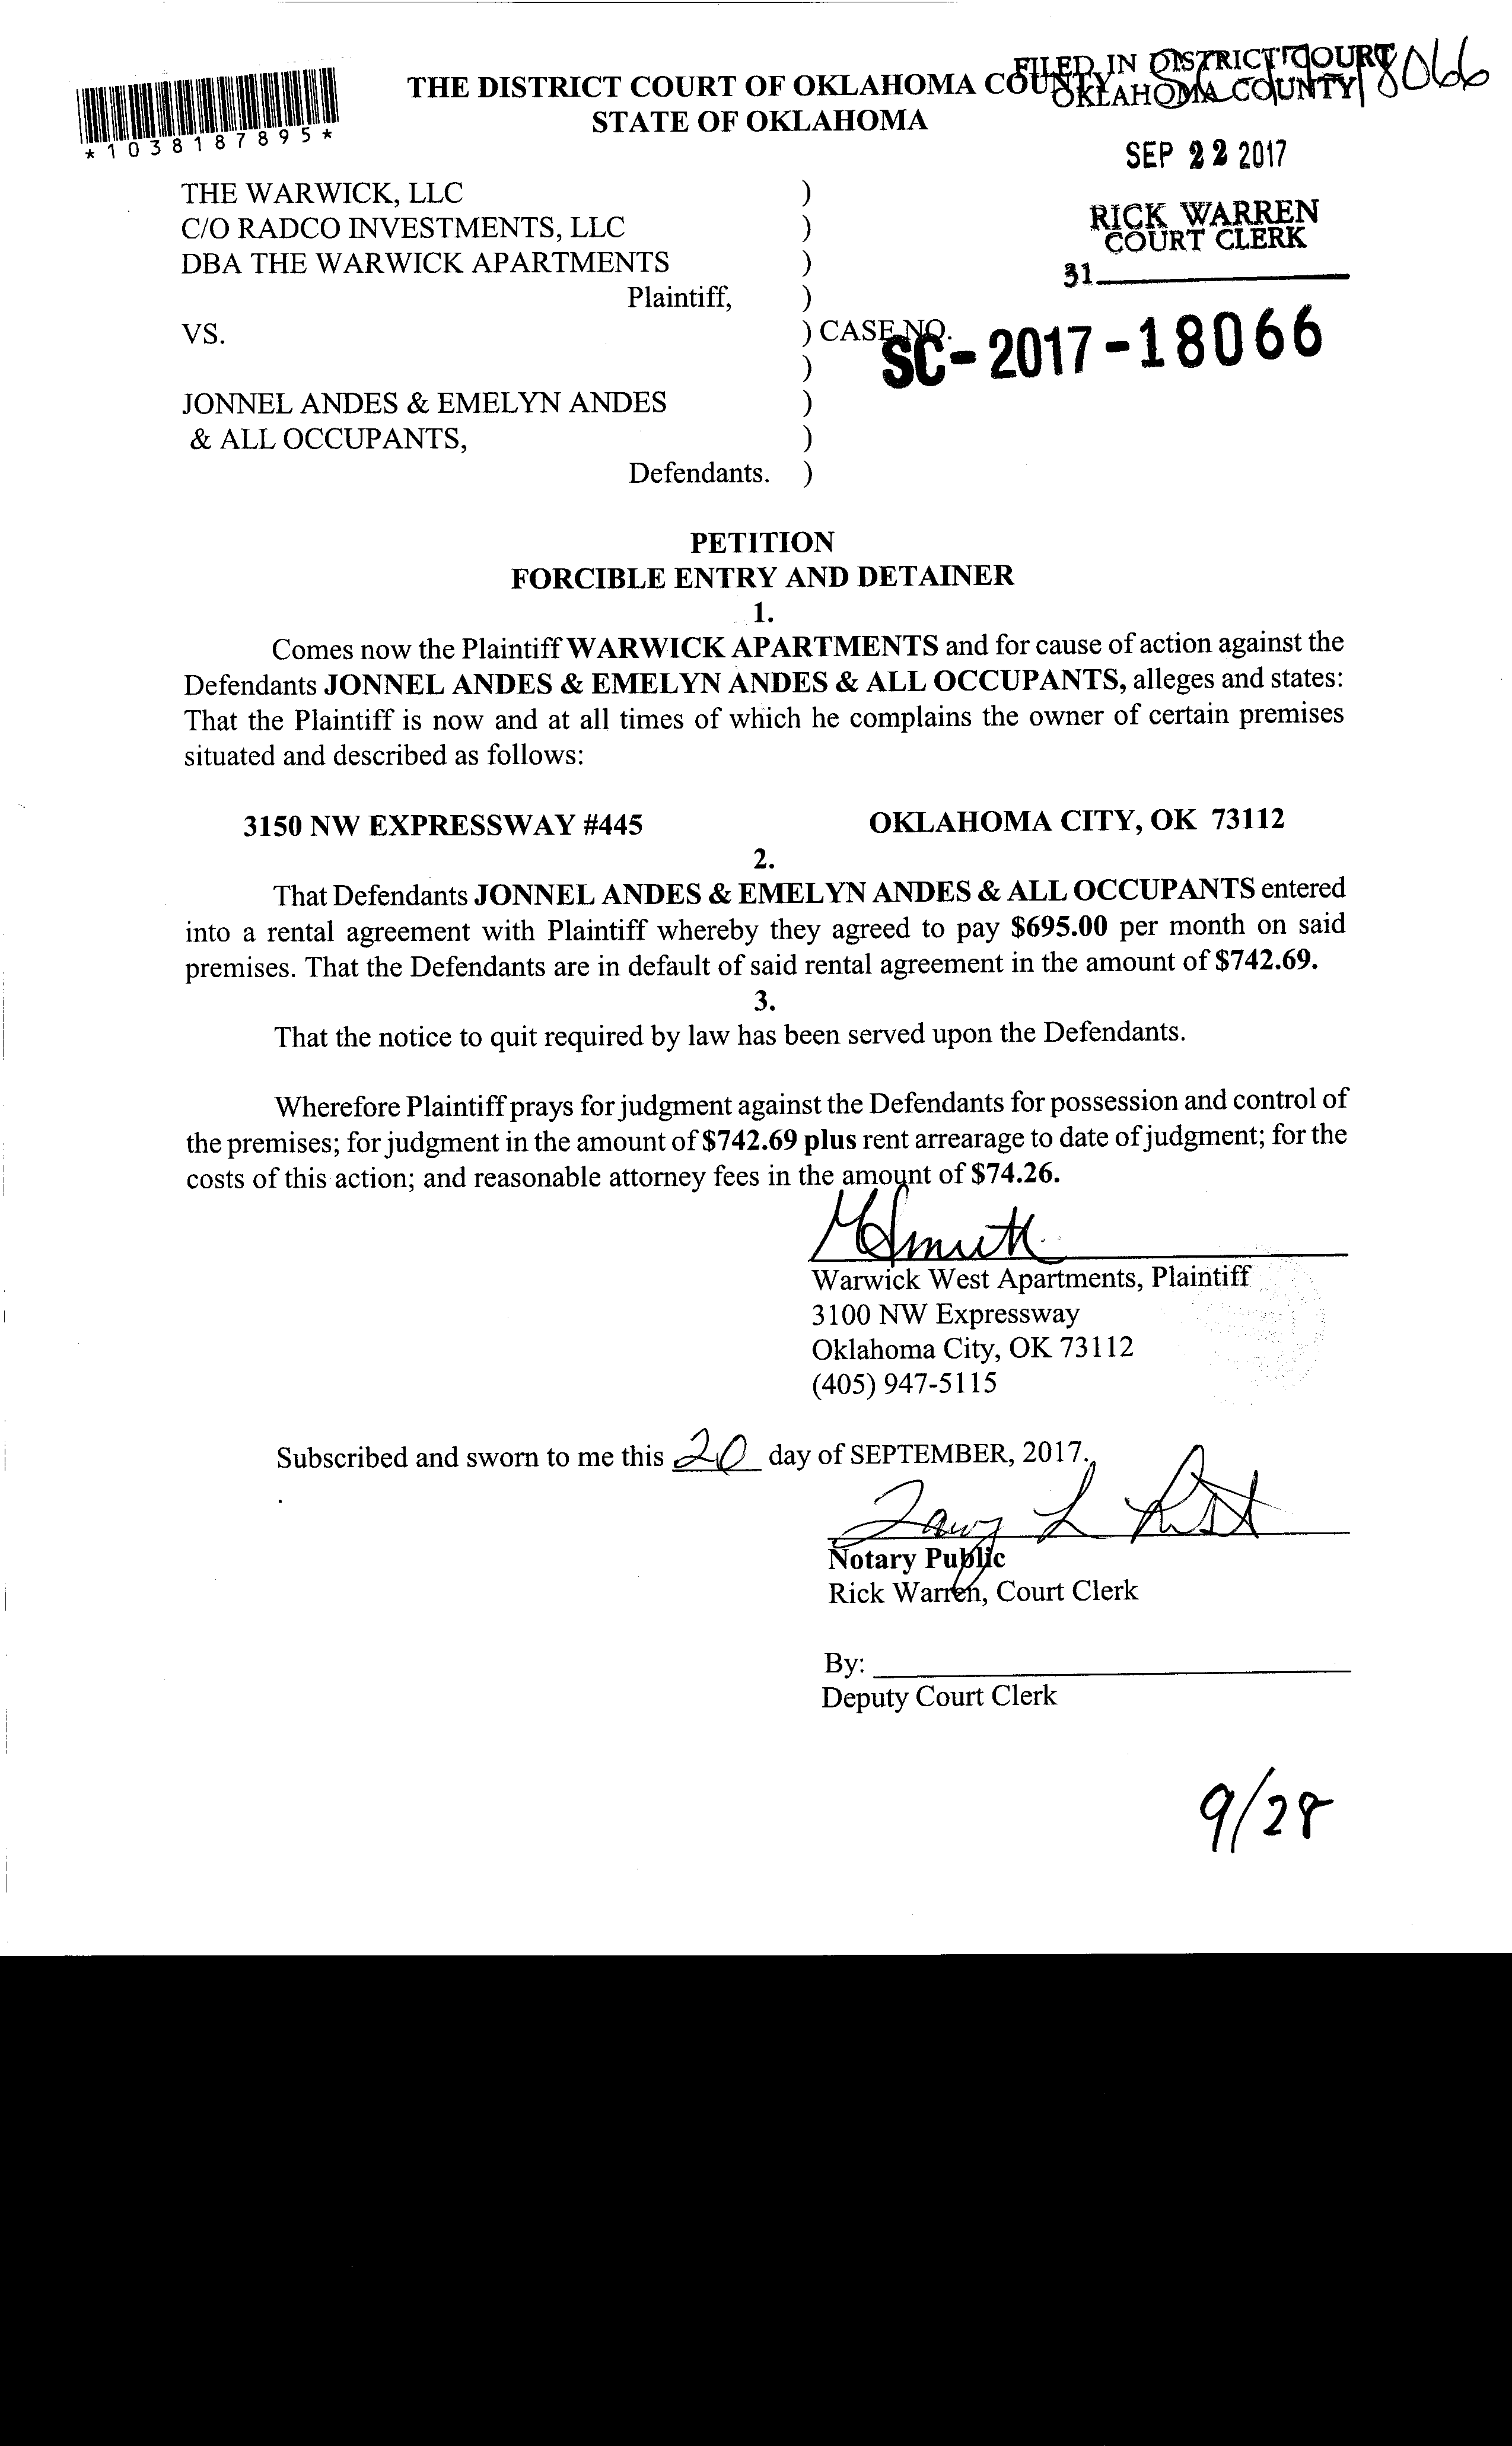 THE DISTRICT COURT OF OKLAHOMA COUNTY
STATE OF OKLAHOMA
FILED IN DISTRICT COURT
OKLAHOMA COUNTY
SC-17-18066
*1038187895*
SEP 22 2017
RICK WARREN
COURT CLERK
31
THE WARWICK, LLC )
C/O RADCO INVESTMENTS, LLC )
DBA THE WARWICK APARTMENTS )
Plaintiff, )
VS. ) CASE NO. SC-2017-18066
)
JONNEL ANDES & EMELYN ANDES )
& ALL OCCUPANTS, )
Defendants. )
PETITION
FORCIBLE ENTRY AND DETAINER
1.
Comes now the Plaintiff WARWICK APARTMENTS and for cause of action against the
Defendants JONNEL ANDES & EMELYN ANDES & ALL OCCUPANTS, alleges and states:
That the Plaintiff is now and at all times of which he complains the owner of certain premises
situated and described as follows:
3150 NW EXPRESSWAY #445 OKLAHOMA CITY, OK 73112
2.
That Defendants JONNEL ANDES & EMELYN ANDES & ALL OCCUPANTS entered
into a rental agreement with Plaintiff whereby they agreed to pay $695.00 per month on said
premises. That the Defendants are in default of said rental agreement in the amount of $742.69.
3.
That the notice to quit required by law has been served upon the Defendants.
Wherefore Plaintiff prays for judgment against the Defendants for possession and control of
the premises; for judgment in the amount of $742.69 plus rent arrearage to date of judgment; for the
costs of this action; and reasonable attorney fees in the amount of $74.26.
Warwick West Apartments, Plaintiff
3100 NW Expressway
Oklahoma City, OK 73112
(405) 947-5115
Subscribed and sworn to me this 20 day of SEPTEMBER, 2017.
Notary Public
Rick Warren, Court Clerk
By:
Deputy Court Clerk
9/28